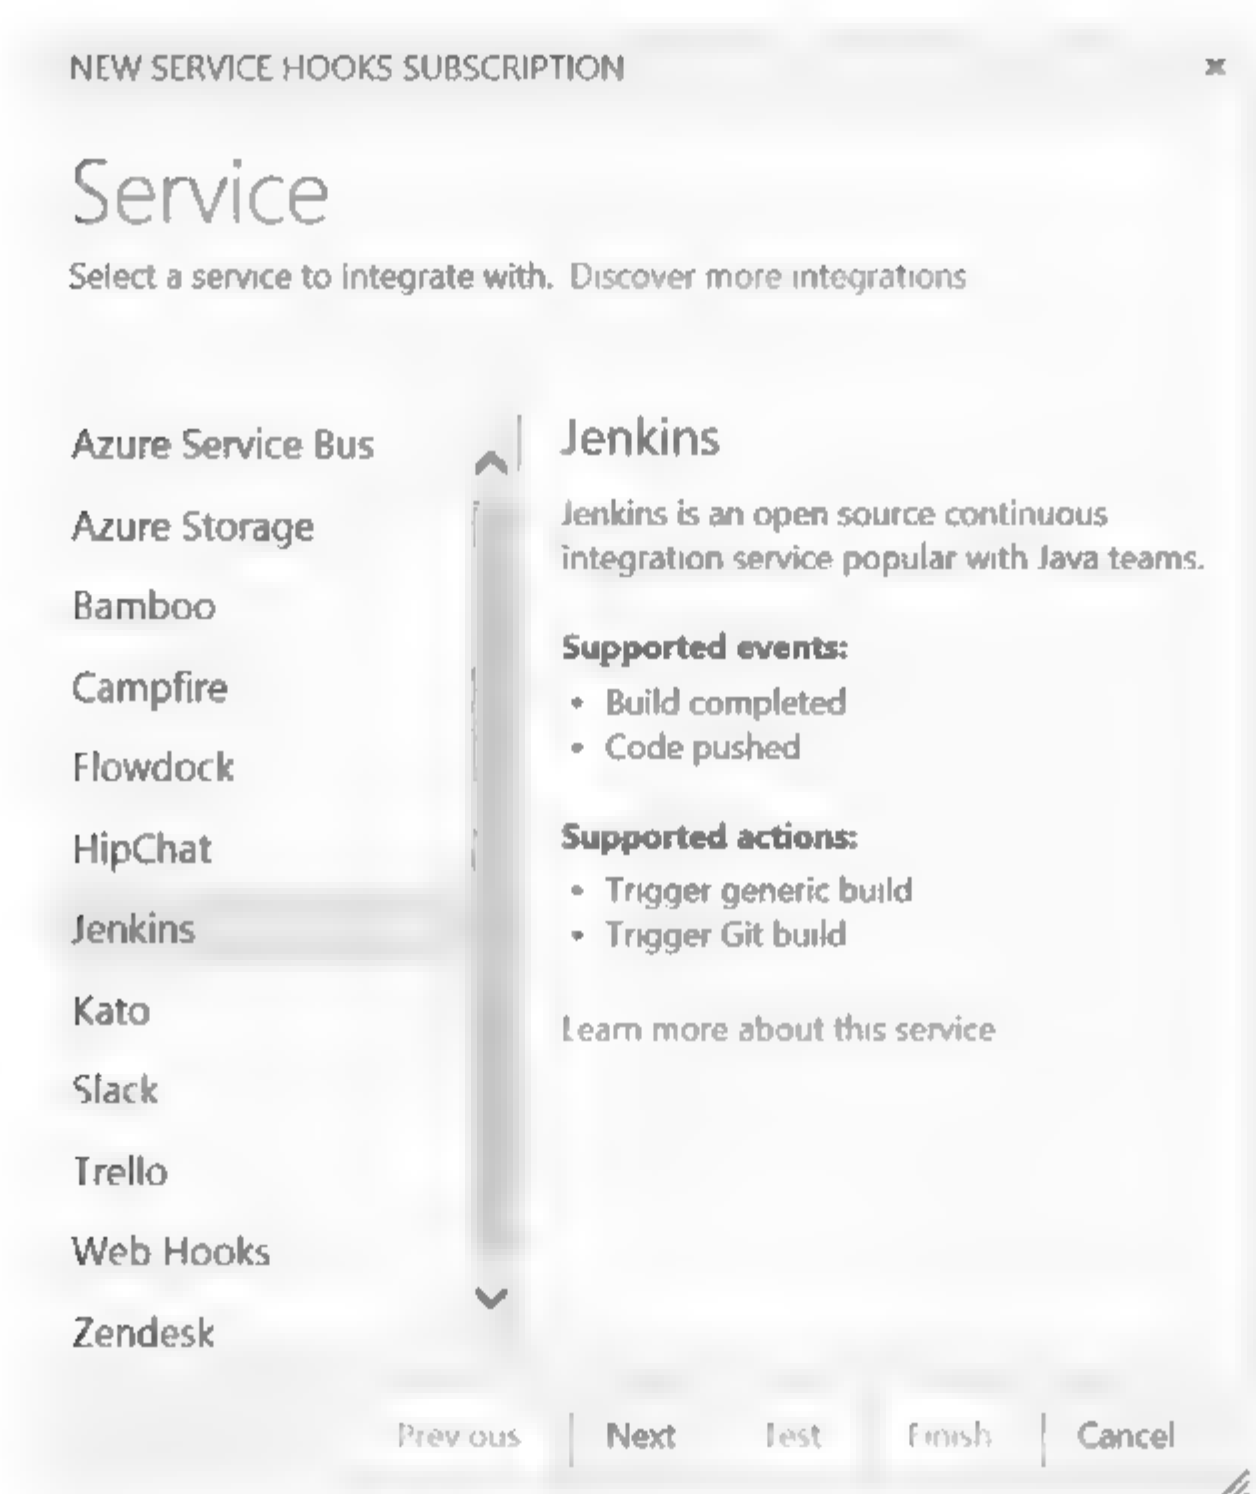 NEW SERVICE HOOKS SUBSCRIPTION
Service
Select a service to integrate with. Discover more integrations
Azure Service Bus
Azure Storage
Bamboo
Campfire
Flowdock
HipChat
Jenkins
Kato
Slack
Trello
Web Hooks
Zendesk
Jenkins
Jenkins is an open source continuous
integration service popular with Java teams.
Supported events:
• Build completed
• Code pushed
Supported actions:
• Trigger generic build
• Trigger Git build
Learn more about this service
Previous Next Test Finish Cancel